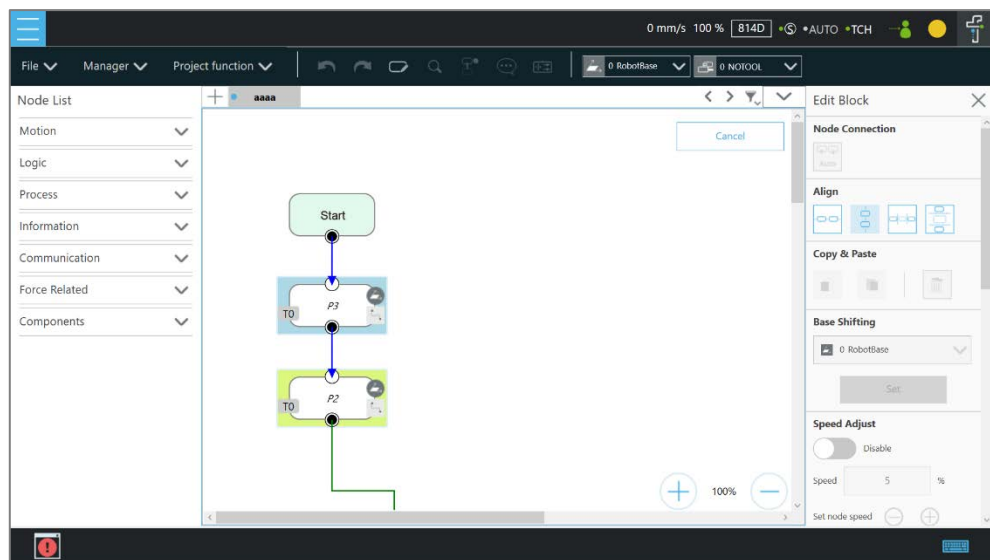 0 mm/s 100 % 814D S AUTO TCH
File Manager Project function 0 RobotBase 0 NOTOOL
Node List
Motion
Logic
Process
Information
Communication
Force Related
Components
aaaa
Cancel
Start
T0 P3
T0 P2
100%
Edit Block
Node Connection
Auto
Align
Copy & Paste
Base Shifting
0 RobotBase
Set
Speed Adjust
Disable
Speed 5 %
Set node speed